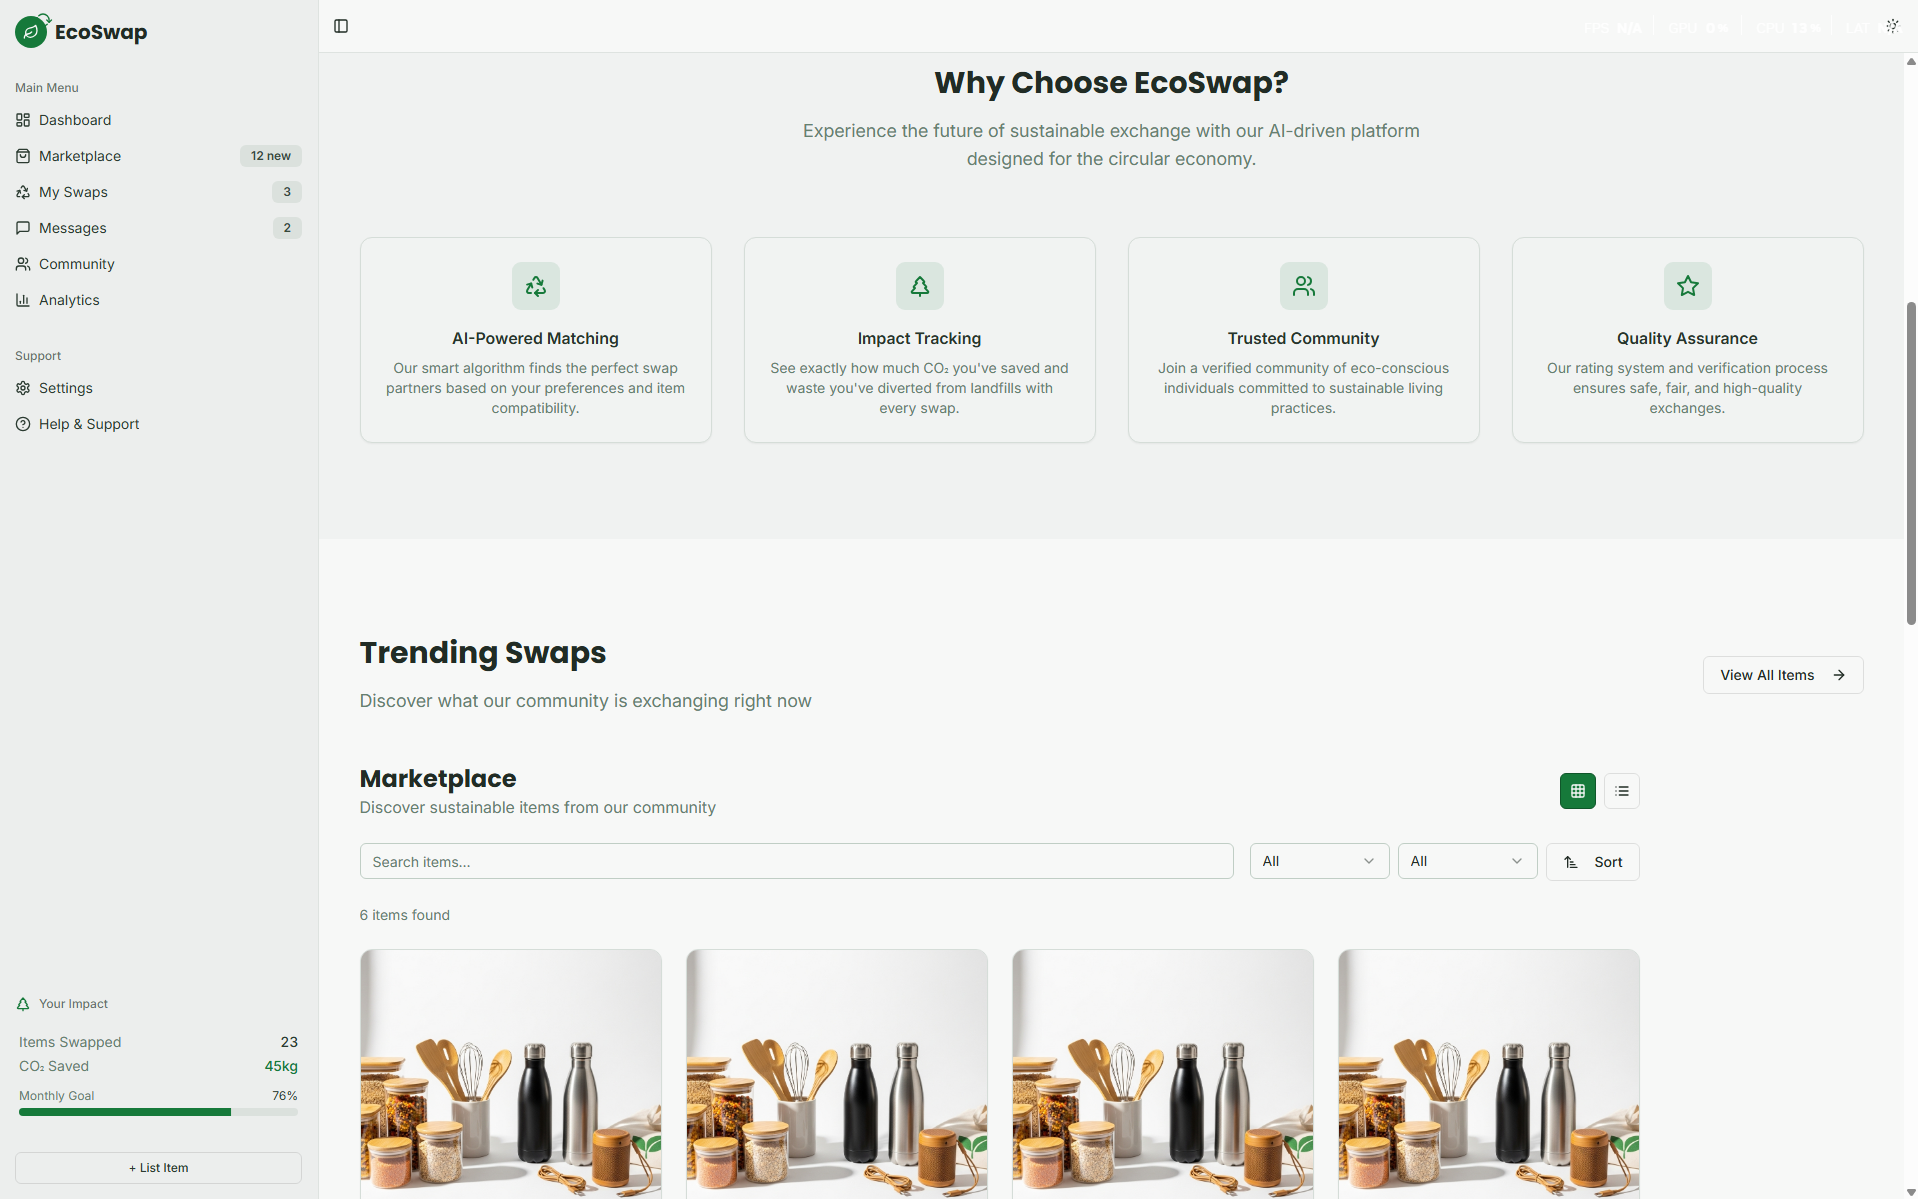 EcoSwap
Main Menu
Dashboard
Marketplace
12 new
My Swaps
3
Messages
2
Community
Analytics
Support
Settings
Help & Support
Your Impact
Items Swapped
23
CO₂ Saved
45kg
Monthly Goal
76%
+ List Item
FPS N/A
GPU 0%
CPU 13%
LAT
Why Choose EcoSwap?
Experience the future of sustainable exchange with our AI-driven platform
designed for the circular economy.
AI-Powered Matching
Our smart algorithm finds the perfect swap
partners based on your preferences and item
compatibility.
Impact Tracking
See exactly how much CO₂ you've saved and
waste you've diverted from landfills with
every swap.
Trusted Community
Join a verified community of eco-conscious
individuals committed to sustainable living
practices.
Quality Assurance
Our rating system and verification process
ensures safe, fair, and high-quality
exchanges.
Trending Swaps
Discover what our community is exchanging right now
View All Items
Marketplace
Discover sustainable items from our community
Search items...
All
All
Sort
6 items found